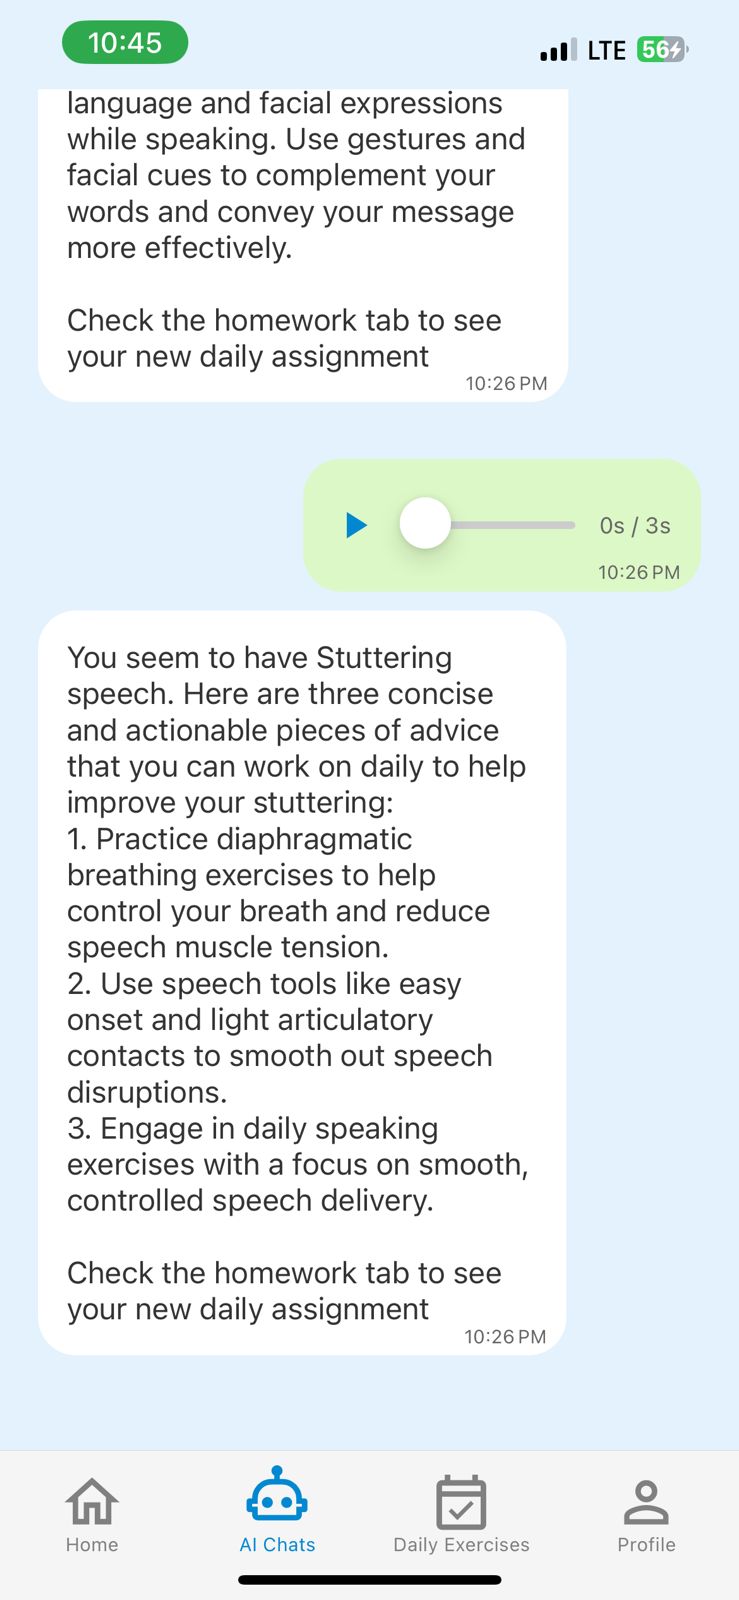 10:45
LTE
56
language and facial expressions
while speaking. Use gestures and
facial cues to complement your
words and convey your message
more effectively.
Check the homework tab to see
your new daily assignment
10:26 PM
0s / 3s
10:26 PM
You seem to have Stuttering
speech. Here are three concise
and actionable pieces of advice
that you can work on daily to help
improve your stuttering:
1. Practice diaphragmatic
breathing exercises to help
control your breath and reduce
speech muscle tension.
2. Use speech tools like easy
onset and light articulatory
contacts to smooth out speech
disruptions.
3. Engage in daily speaking
exercises with a focus on smooth,
controlled speech delivery.
Check the homework tab to see
your new daily assignment
10:26 PM
Home
AI Chats
Daily Exercises
Profile